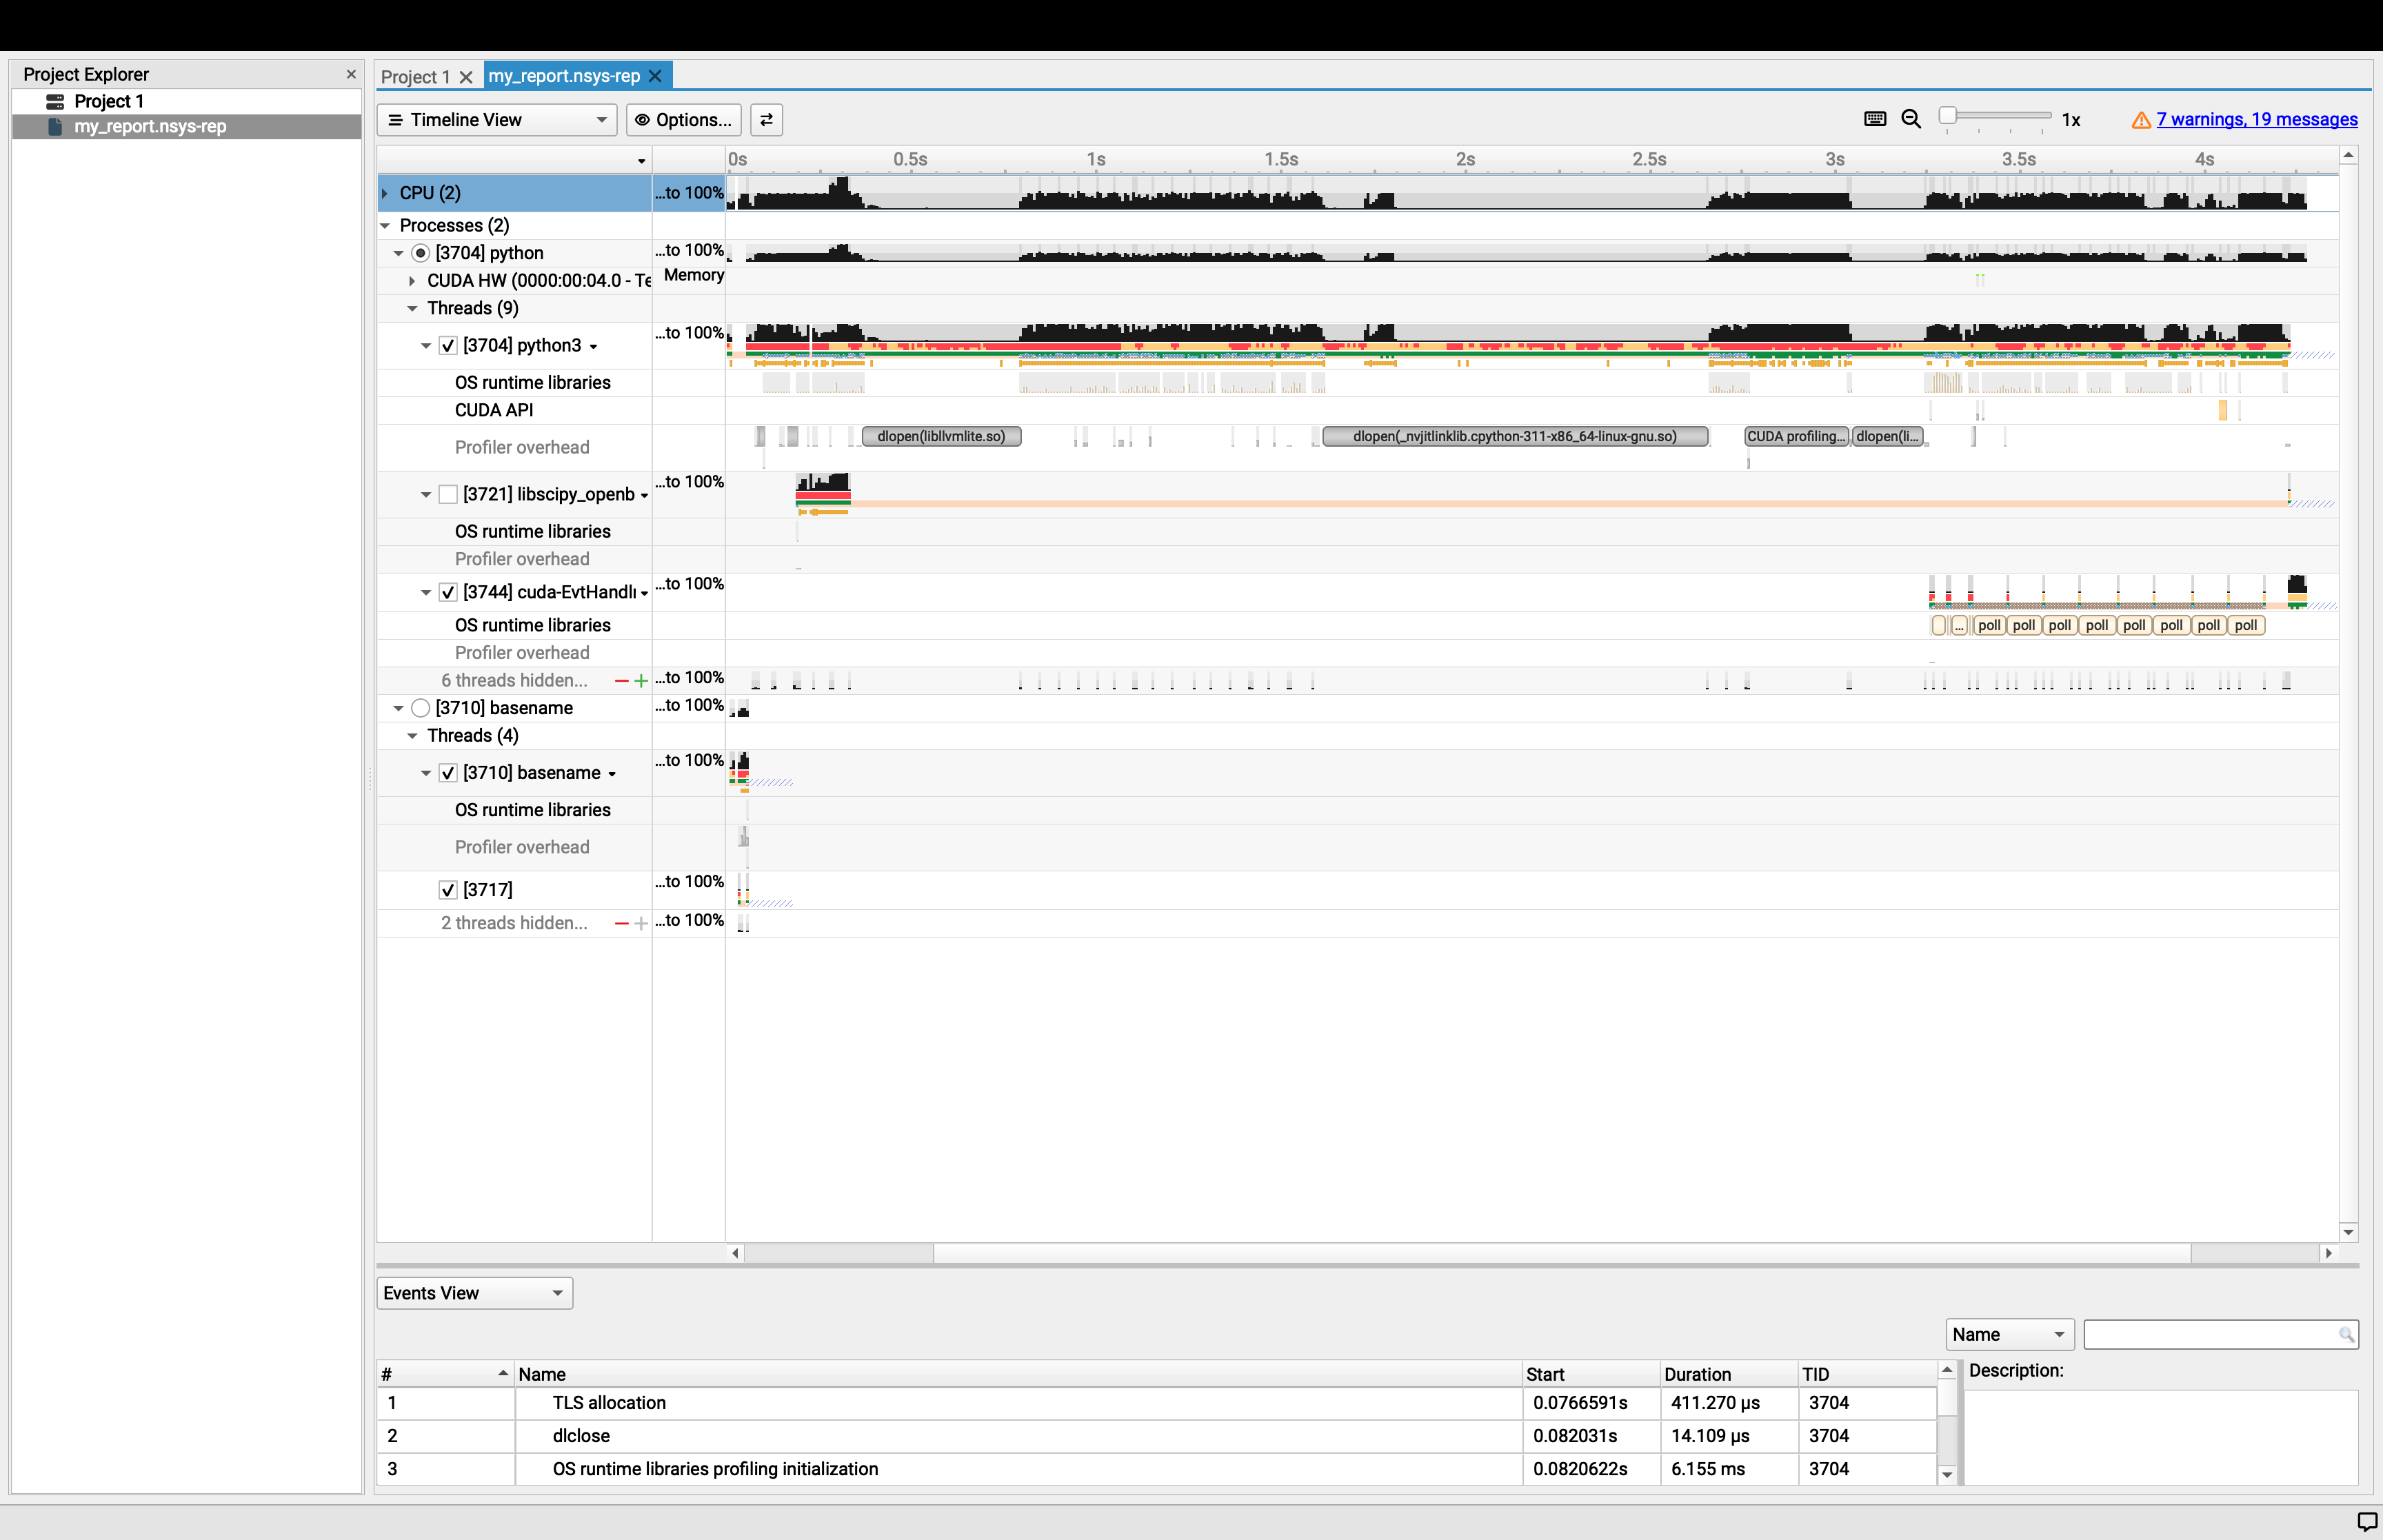 Project Explorer
Project 1
my_report.nsys-rep
Project 1
my_report.nsys-rep
Timeline View
Options...
1x
7 warnings, 19 messages
0s 0.5s 1s 1.5s 2s 2.5s 3s 3.5s 4s
CPU (2) ...to 100%
Processes (2)
[3704] python ...to 100%
CUDA HW (0000:00:04.0 - Te Memory
Threads (9)
[3704] python3 ...to 100%
OS runtime libraries
CUDA API
Profiler overhead dlopen(libllvmlite.so) dlopen(_nvjitlinklib.cpython-311-x86_64-linux-gnu.so) CUDA profiling... dlopen(li...
[3721] libscipy_openb ...to 100%
OS runtime libraries
Profiler overhead
[3744] cuda-EvtHandl ...to 100%
OS runtime libraries ... poll poll poll poll poll poll poll poll
Profiler overhead
6 threads hidden... ...to 100%
[3710] basename ...to 100%
Threads (4)
[3710] basename ...to 100%
OS runtime libraries
Profiler overhead
[3717] ...to 100%
2 threads hidden... ...to 100%
Events View
Name
# Name Start Duration TID
1 TLS allocation 0.0766591s 411.270 µs 3704
2 dlclose 0.082031s 14.109 µs 3704
3 OS runtime libraries profiling initialization 0.0820622s 6.155 ms 3704
Description: